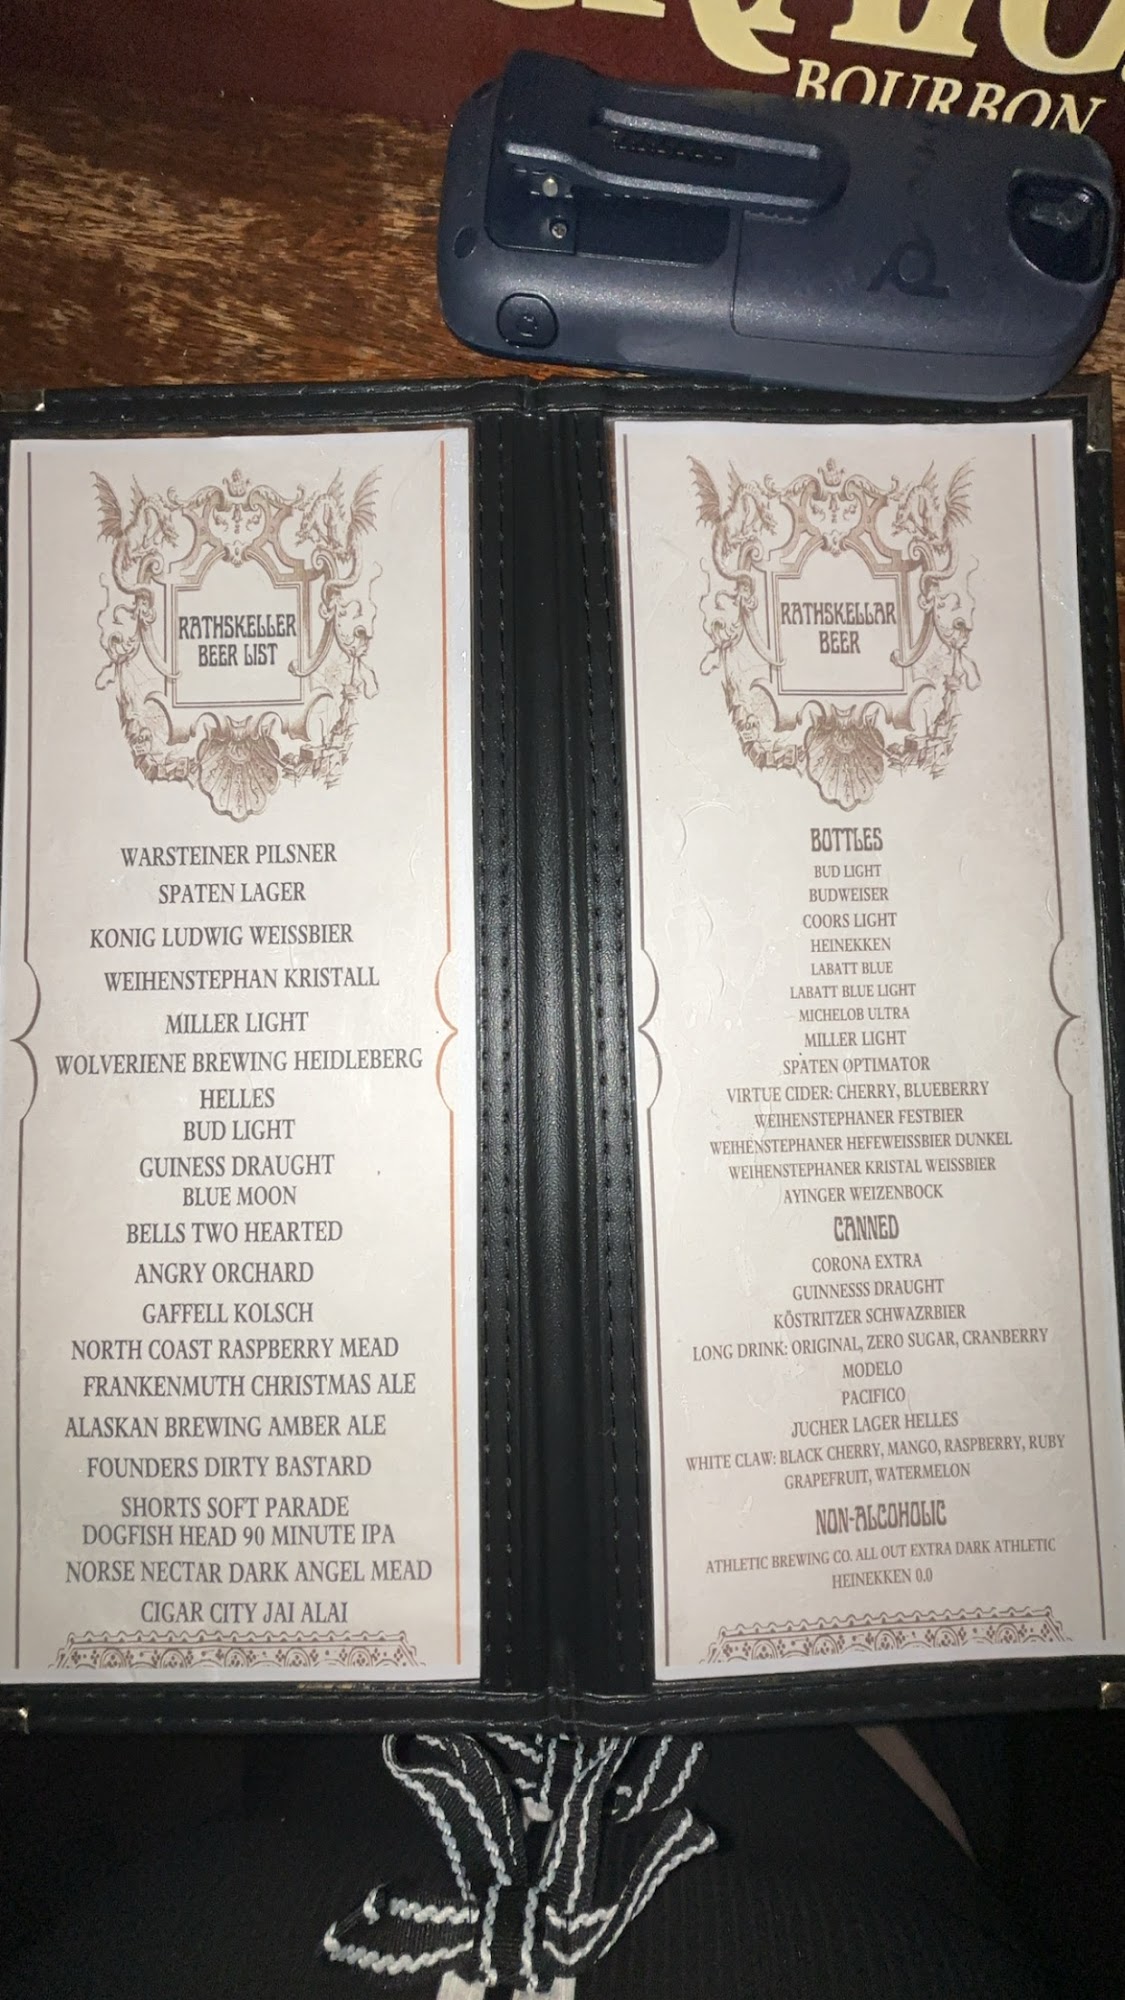 BOURBON
RATHSKELLER
BEER LIST
WARSTEINER PILSNER
SPATEN LAGER
KONIG LUDWIG WEISSBIER
WEIHENSTEPHAN KRISTALL
MILLER LIGHT
WOLVERIENE BREWING HEIDLEBERG
HELLES
BUD LIGHT
GUINESS DRAUGHT
BLUE MOON
BELLS TWO HEARTED
ANGRY ORCHARD
GAFFELL KOLSCH
NORTH COAST RASPBERRY MEAD
FRANKENMUTH CHRISTMAS ALE
ALASKAN BREWING AMBER ALE
FOUNDERS DIRTY BASTARD
SHORTS SOFT PARADE
DOGFISH HEAD 90 MINUTE IPA
NORSE NECTAR DARK ANGEL MEAD
CIGAR CITY JAI ALAI
RATHSKELLAR
BEER
BOTTLES
BUD LIGHT
BUDWEISER
COORS LIGHT
HEINEKKEN
LABATT BLUE
LABATT BLUE LIGHT
MICHELOB ULTRA
MILLER LIGHT
SPATEN OPTIMATOR
VIRTUE CIDER: CHERRY, BLUEBERRY
WEIHENSTEPHANER FESTBIER
WEIHENSTEPHANER HEFEWEISSBIER DUNKEL
WEIHENSTEPHANER KRISTAL WEISSBIER
AYINGER WEIZENBOCK
CANNED
CORONA EXTRA
GUINNESSS DRAUGHT
KÖSTRITZER SCHWAZRBIER
LONG DRINK: ORIGINAL, ZERO SUGAR, CRANBERRY
MODELO
PACIFICO
JUCHER LAGER HELLES
WHITE CLAW: BLACK CHERRY, MANGO, RASPBERRY, RUBY
GRAPEFRUIT, WATERMELON
NON-ALCOHOLIC
ATHLETIC BREWING CO. ALL OUT EXTRA DARK ATHLETIC
HEINEKKEN 0.0